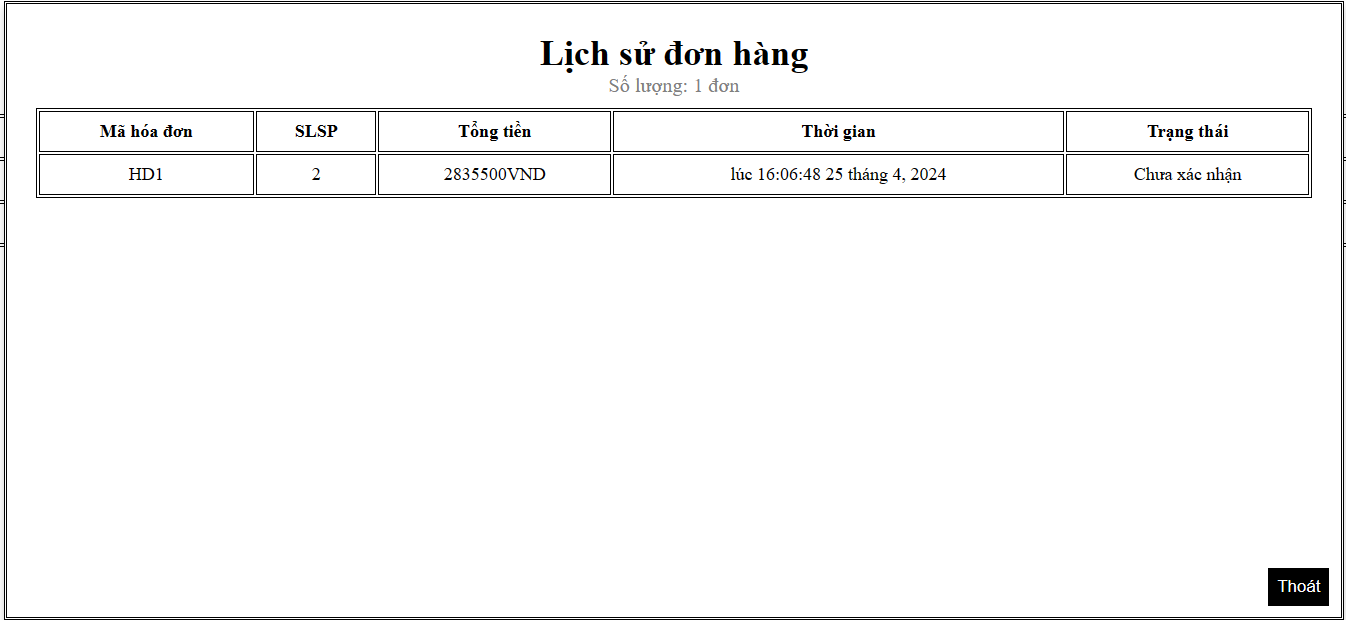 Lịch sử đơn hàng
Số lượng: 1 đơn
Mã hóa đơn SLSP Tổng tiền Thời gian Trạng thái
HD1 2 2835500VND lúc 16:06:48 25 tháng 4, 2024 Chưa xác nhận
Thoát